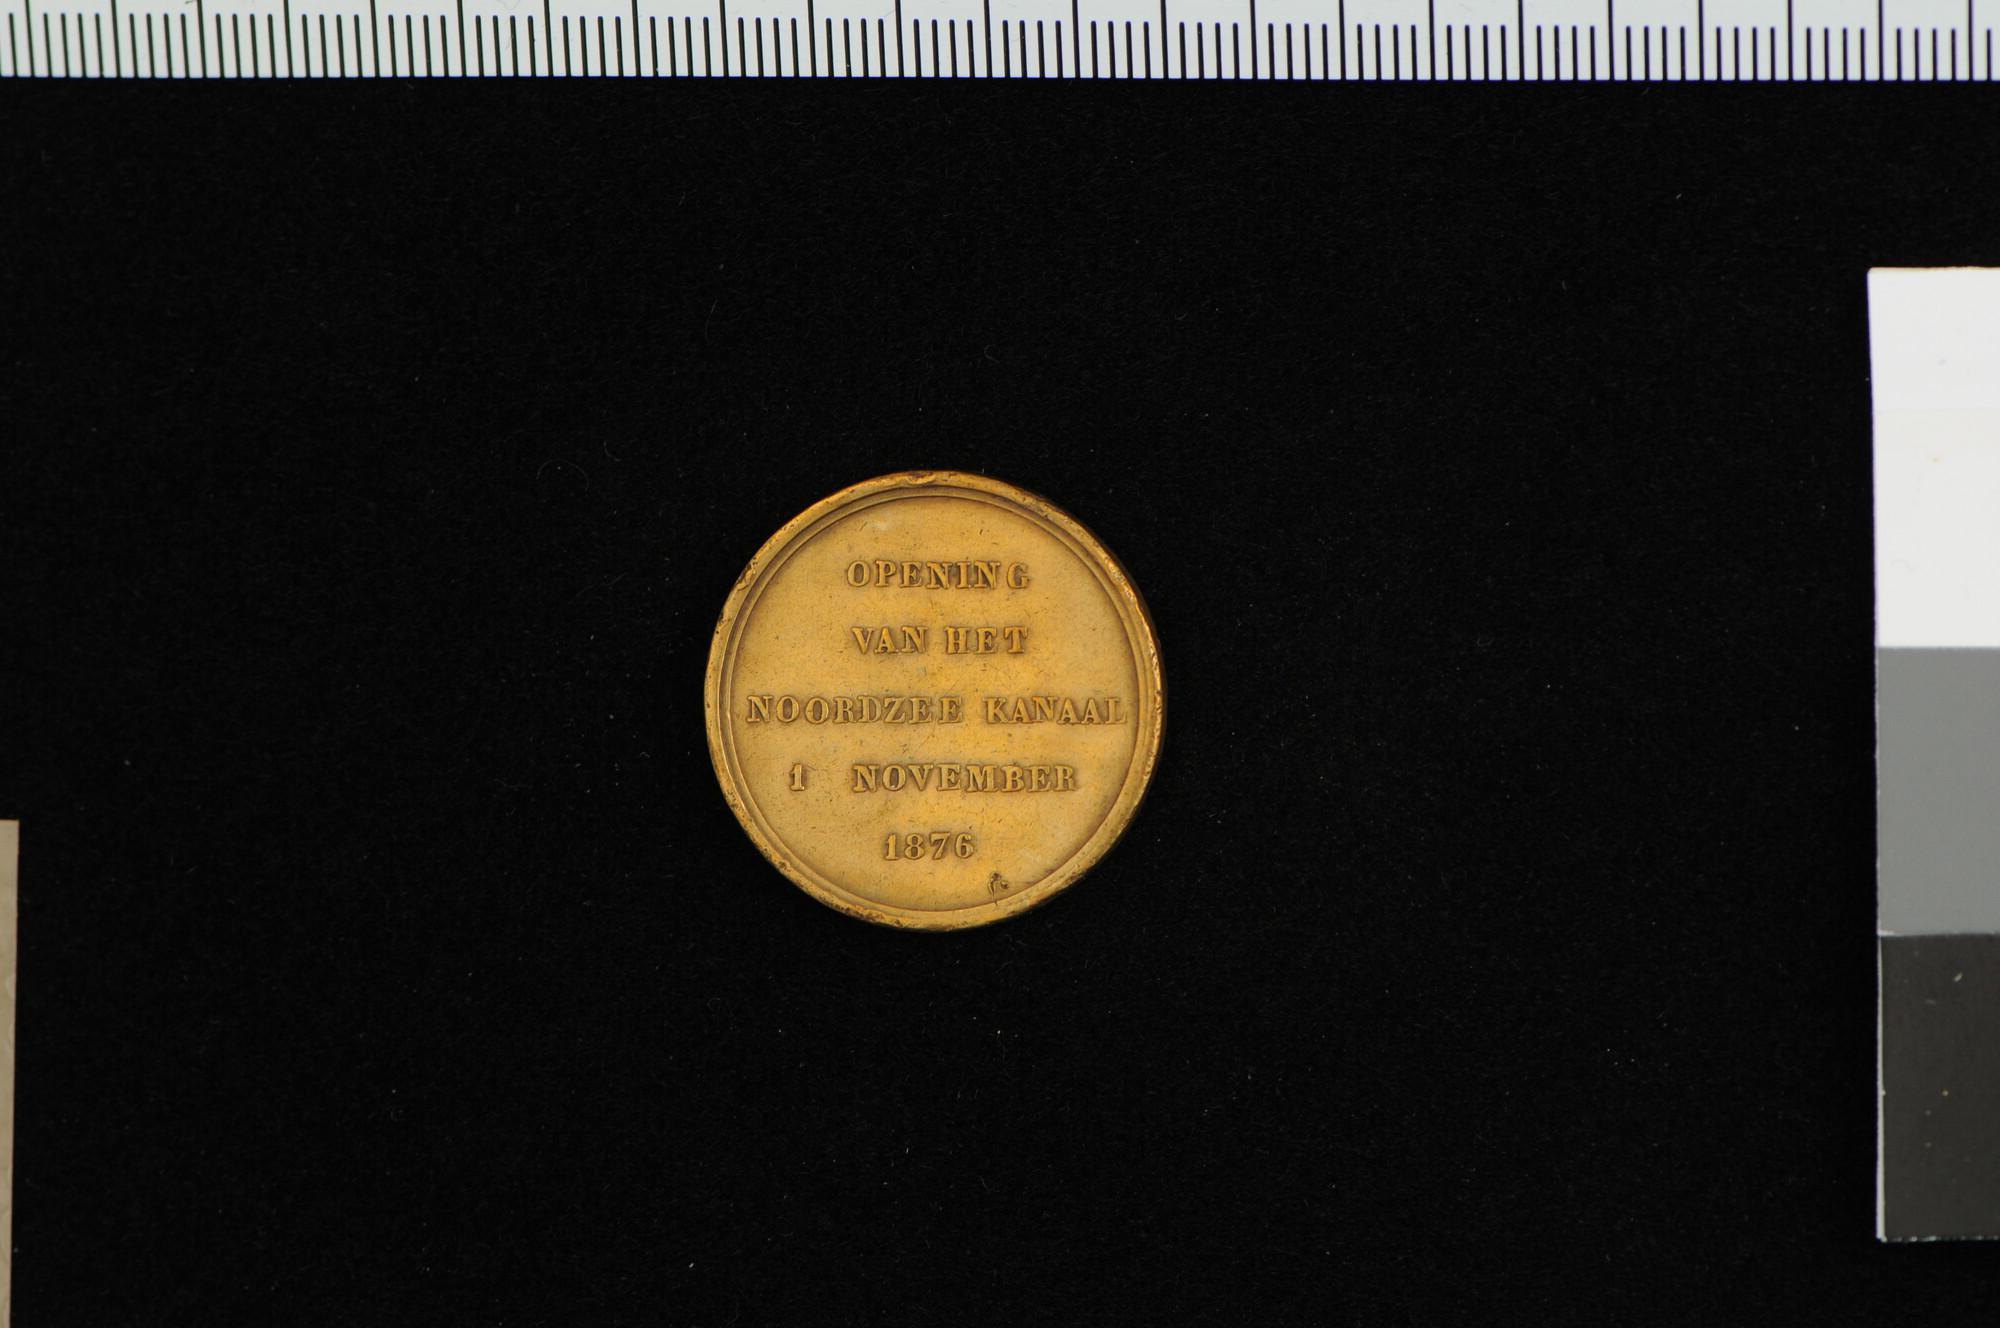 OPENING
VAN HET
NOORDZEE KANAAL
1 NOVEMBER
1876